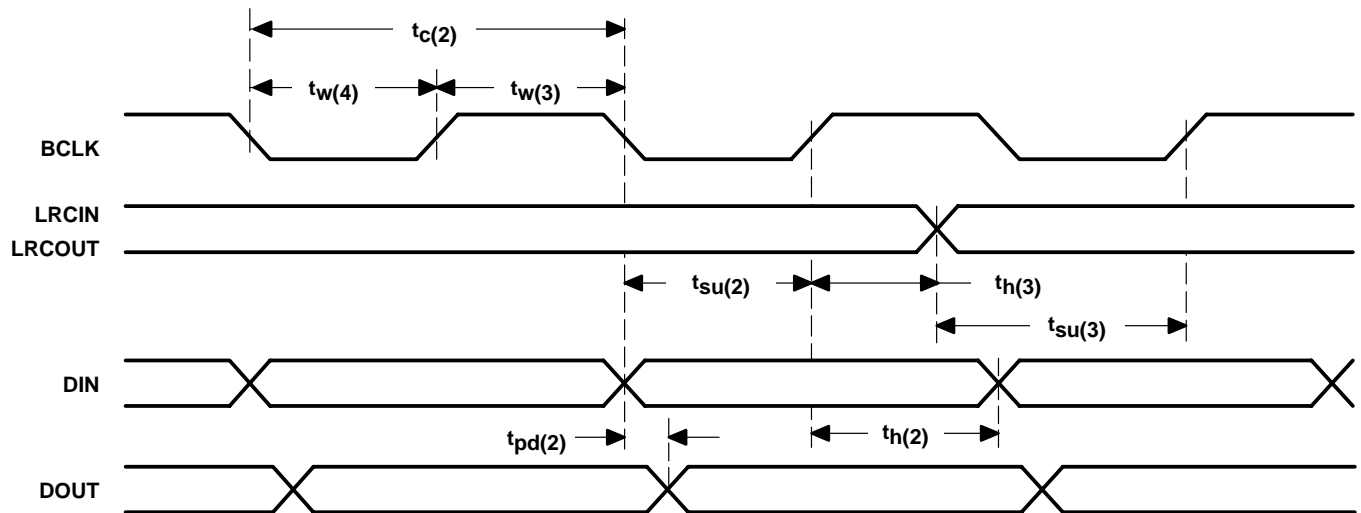 tc(2)
tw(4)
tw(3)
BCLK
LRCIN
LRCOUT
tsu(2)
th(3)
tsu(3)
DIN
tpd(2)
th(2)
DOUT